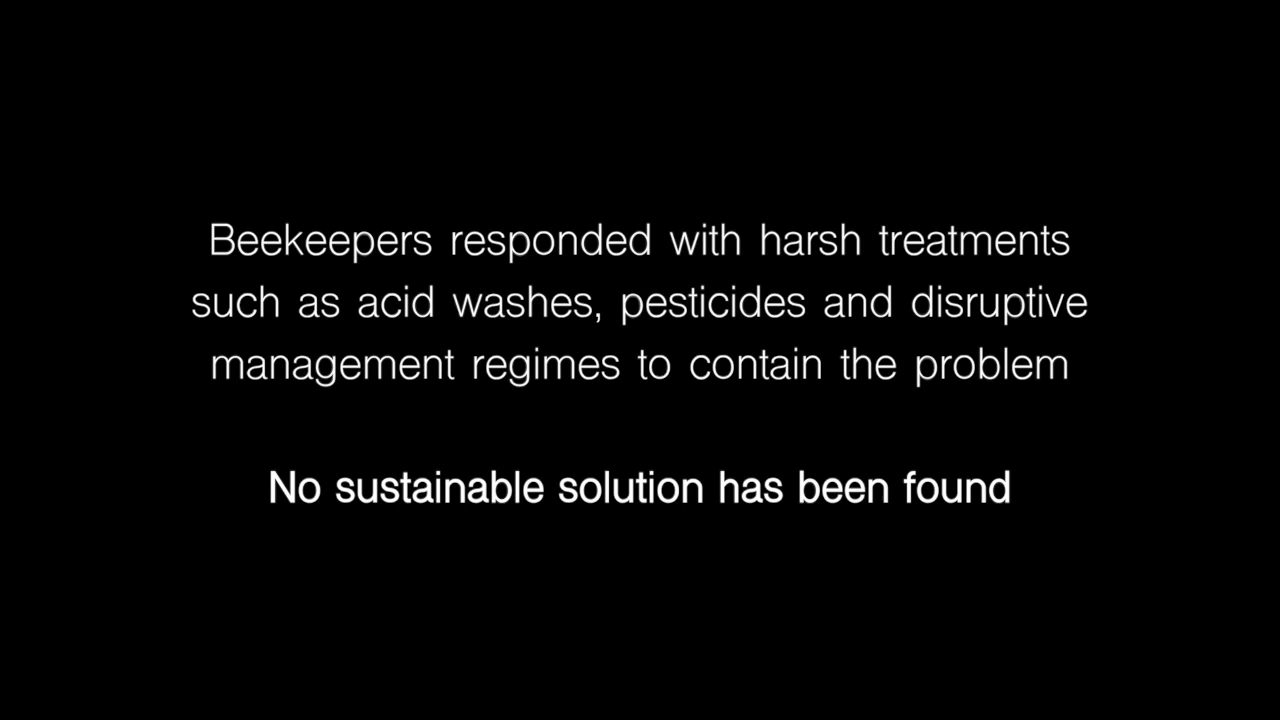 Beekeepers responded with harsh treatments
such as acid washes, pesticides and disruptive
management regimes to contain the problem
No sustainable solution has been found